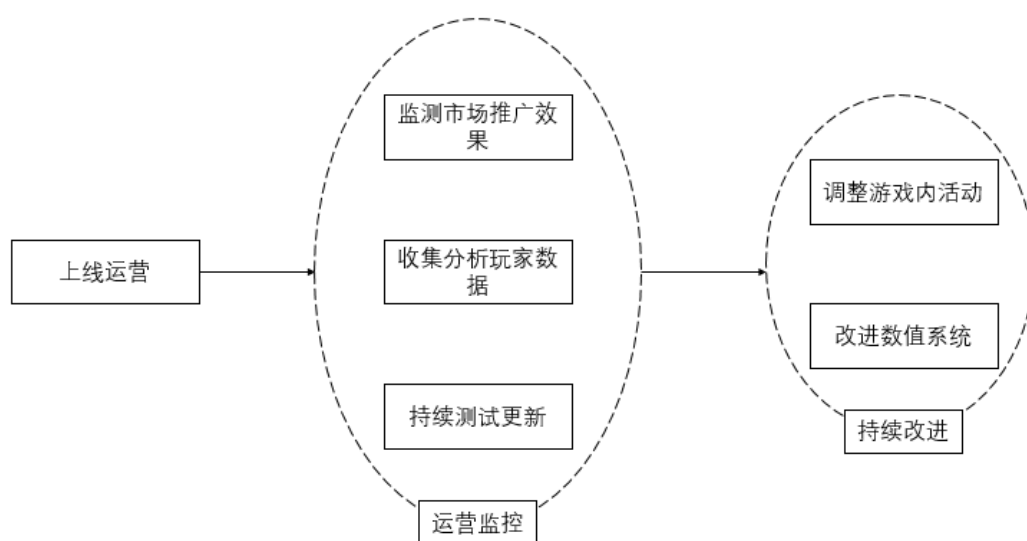 监测市场推广效
果
调整游戏内活动
上线运营
收集分析玩家数
据
改进数值系统
持续测试更新
持续改进
运营监控